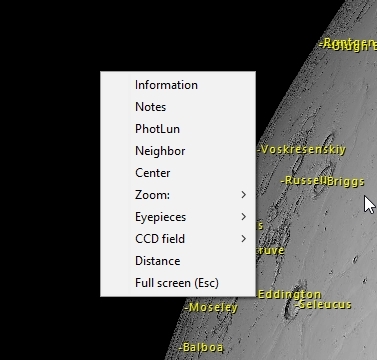 -Rontgen
Information
Notes
PhotLun
Neighbor
-Voskresenskiy
Center
-Russell
Briggs
Zoom:
Eyepieces
CCD field
Distance
Eddington
Seleucus
Full screen (Esc)
-Moseley
-Balboa